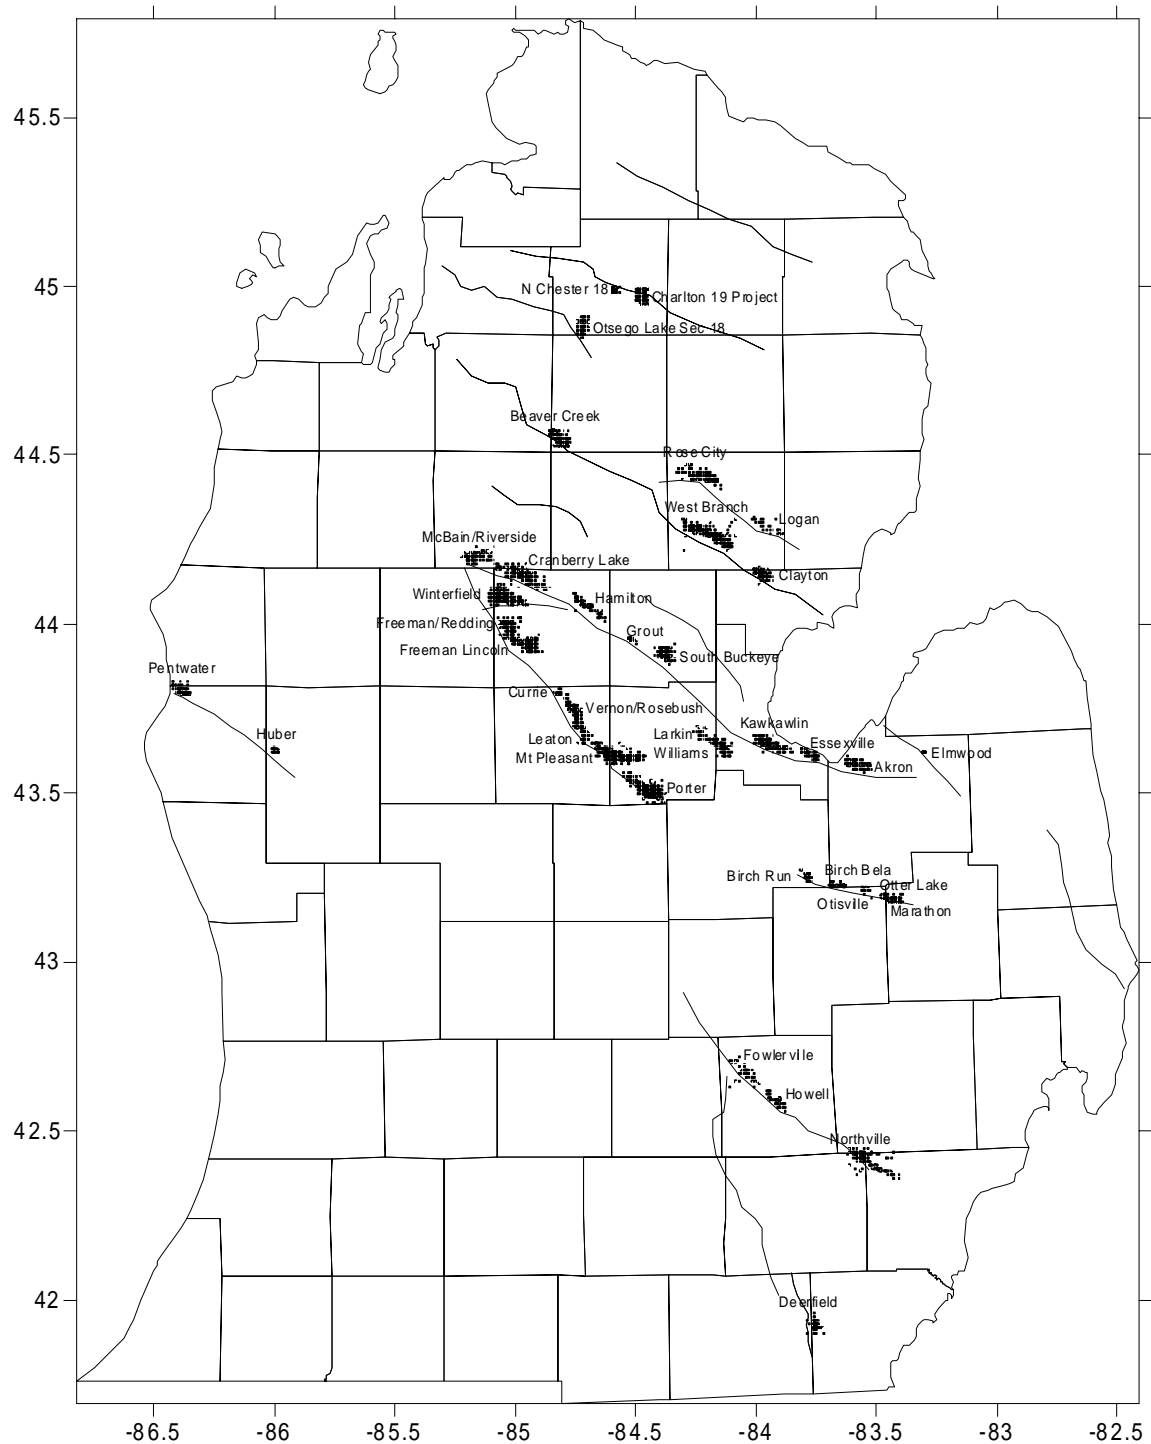 45.5
45
N Chester 18
Charlton 19 Project
Otsego Lake Sec 18
Beaver Creek
44.5
Rose City
West Branch
Logan
McBain/Riverside
Cranberry Lake
Clayton
Winterfield
Hamilton
44
Freeman/Redding
Grout
Freeman Lincoln
South Buckeye
Pentwater
Currie
Vernon/Rosebush
Huber
Leaton
Larkin
Kawkawlin
Essexville
Mt Pleasant
Williams
Elmwood
Akron
43.5
Porter
Birch Run
Birch Bela
Otter Lake
Otisville
Marathon
43
Fowlerville
Howell
42.5
Northville
42
Deerfield
-86.5
-86
-85.5
-85
-84.5
-84
-83.5
-83
-82.5